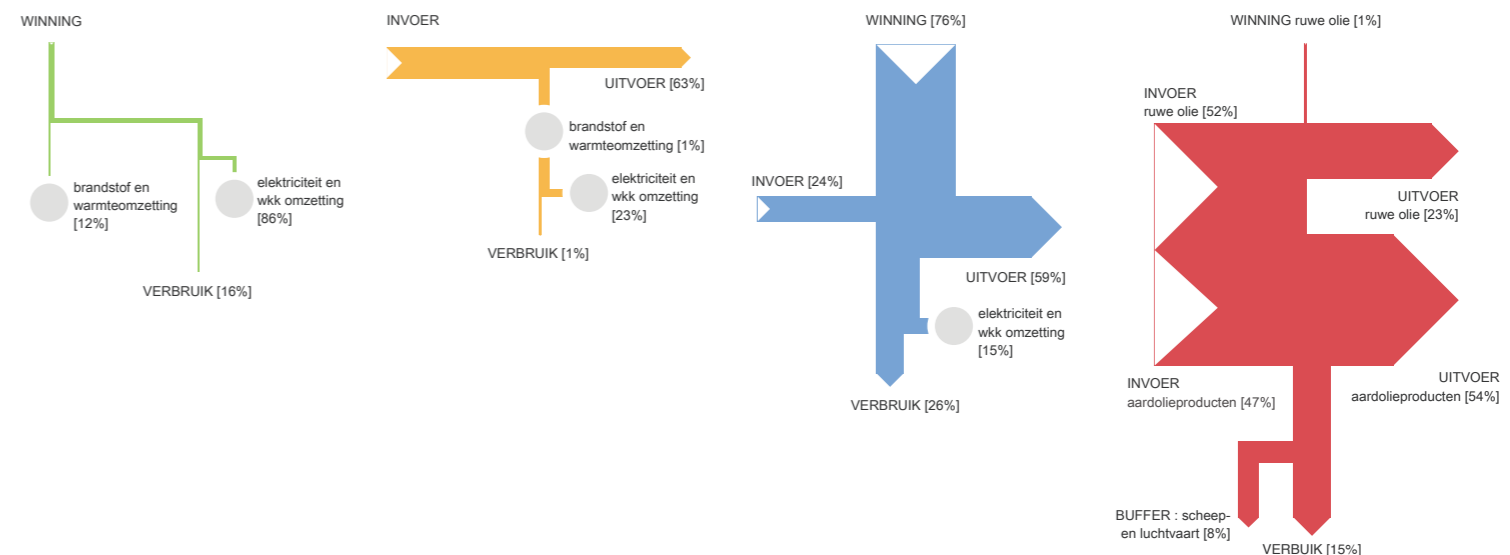 WINNING
brandstof en
warmteomzetting
[12%]
elektriciteit en
wkk omzetting
[86%]
VERBRUIK [16%]
INVOER
UITVOER [63%]
brandstof en
warmteomzetting [1%]
elektriciteit en
wkk omzetting
[23%]
VERBRUIK [1%]
WINNING [76%]
INVOER [24%]
UITVOER [59%]
elektriciteit en
wkk omzetting
[15%]
VERBRUIK [26%]
WINNING ruwe olie [1%]
INVOER
ruwe olie [52%]
UITVOER
ruwe olie [23%]
INVOER
aardolieproducten [47%]
UITVOER
aardolieproducten [54%]
BUFFER : scheep-
en luchtvaart [8%]
VERBUIK [15%]